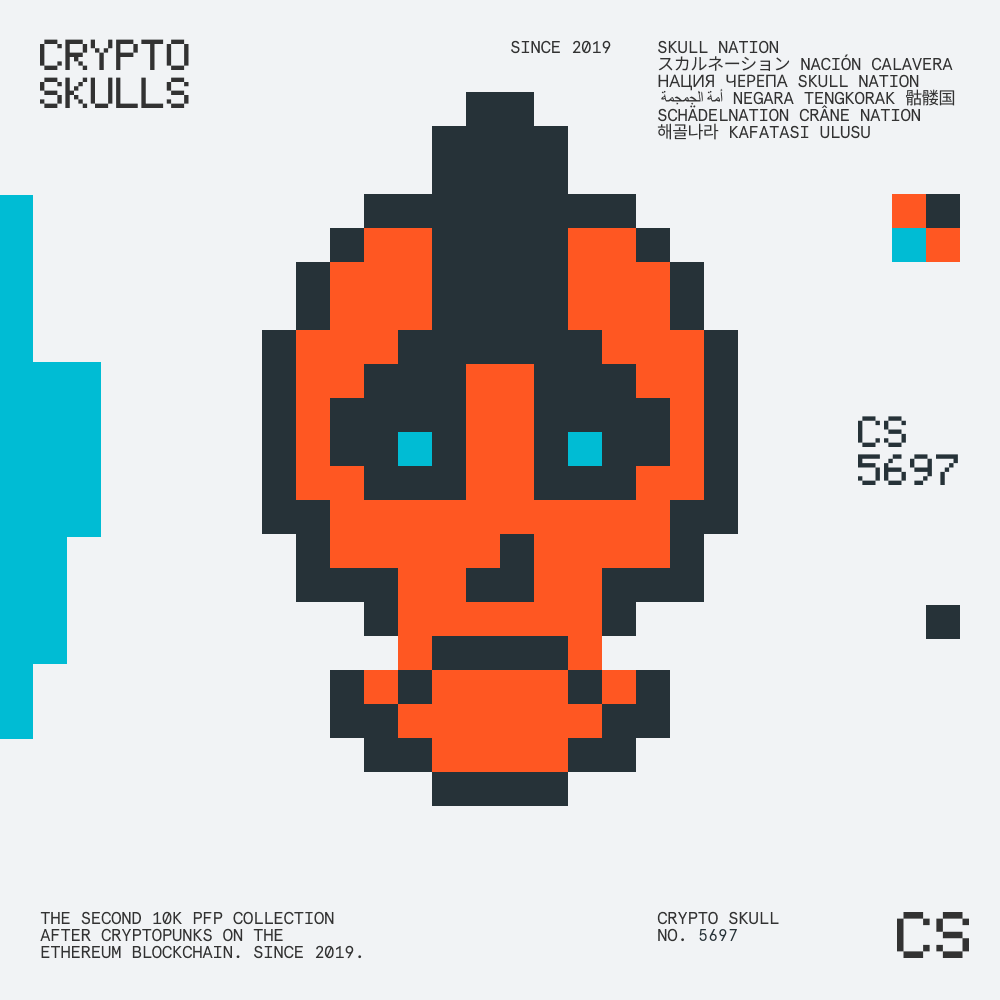 CRYPTO
SKULLS
SINCE 2019
SKULL NATION
スカルネーション NACIÓN CALAVERA
НАЦИЯ ЧЕРЕПА SKULL NATION
أمة الجمجمة NEGARA TENGKORAK 骷髅国
SCHÄDELNATION CRÂNE NATION
해골나라 KAFATASI ULUSU
CS
5697
THE SECOND 10K PFP COLLECTION
AFTER CRYPTOPUNKS ON THE
ETHEREUM BLOCKCHAIN. SINCE 2019.
CRYPTO SKULL
NO. 5697
CS